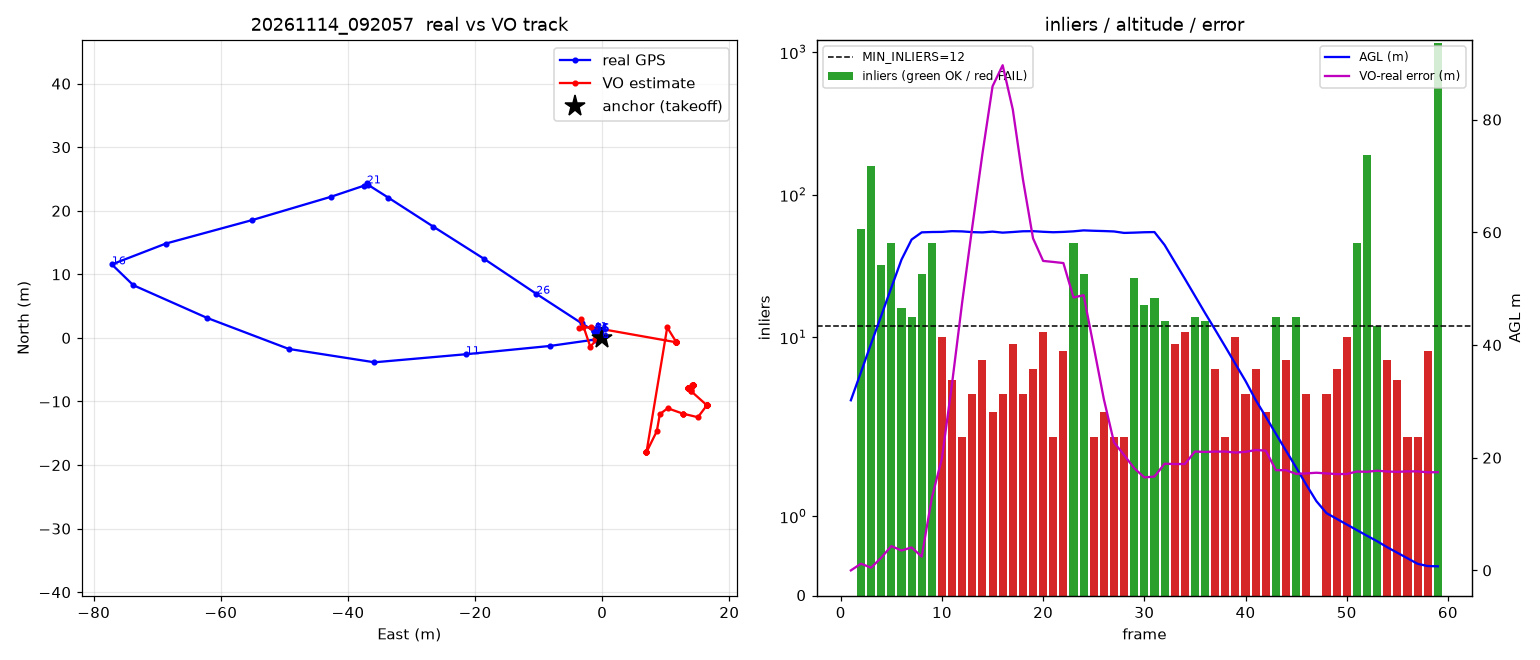 20261114_092057  real vs VO track
real GPS
VO estimate
anchor (takeoff)
40
30
20
10
0
−10
−20
−30
−40
−80
−60
−40
−20
0
20
North (m)
East (m)
21
16
26
11
inliers / altitude / error
MIN_INLIERS=12
inliers (green OK / red FAIL)
AGL (m)
VO-real error (m)
10³
10²
10¹
10⁰
0
inliers
0
10
20
30
40
50
60
frame
80
60
40
20
0
AGL m